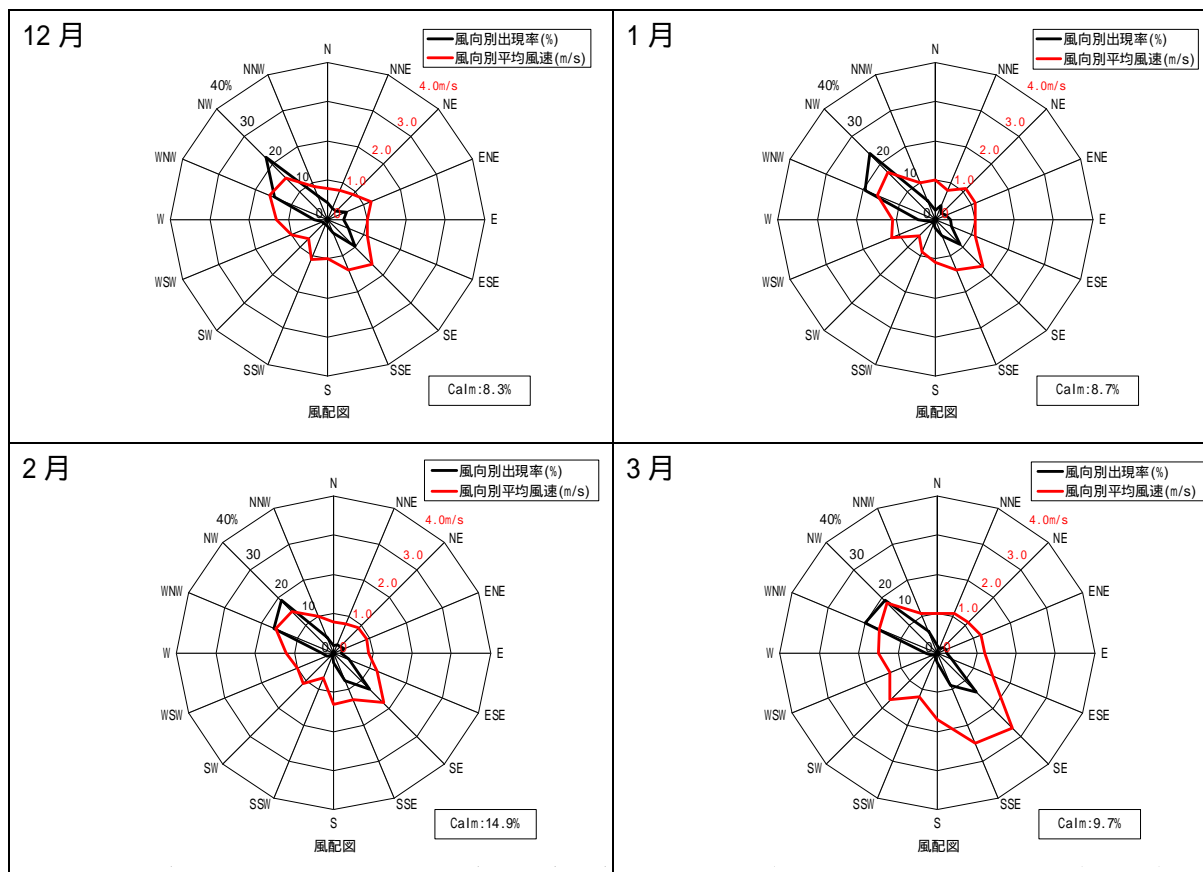 12月
風向別出現率(%)
風向別平均風速(m/s)
N
NNW
NNE
40%
4.0m/s
NW
NE
30
3.0
WNW
ENE
20
2.0
10
1.0
0
0
W
E
WSW
ESE
SW
SE
SSW
SSE
S
Calm:8.3%
風配図
1月
風向別出現率(%)
風向別平均風速(m/s)
N
NNW
NNE
40%
4.0m/s
NW
NE
30
3.0
WNW
ENE
20
2.0
10
1.0
0
0
W
E
WSW
ESE
SW
SE
SSW
SSE
S
Calm:8.7%
風配図
2月
風向別出現率(%)
風向別平均風速(m/s)
N
NNW
NNE
40%
4.0m/s
NW
NE
30
3.0
WNW
ENE
20
2.0
10
1.0
0
0
W
E
WSW
ESE
SW
SE
SSW
SSE
S
Calm:14.9%
風配図
3月
風向別出現率(%)
風向別平均風速(m/s)
N
NNW
NNE
40%
4.0m/s
NW
NE
30
3.0
WNW
ENE
20
2.0
10
1.0
0
0
W
E
WSW
ESE
SW
SE
SSW
SSE
S
Calm:9.7%
風配図